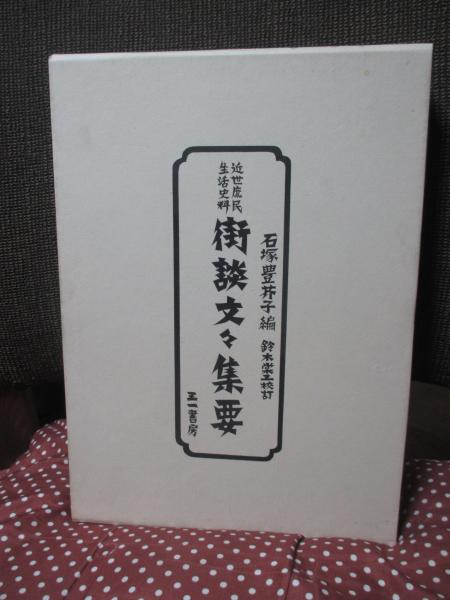 石塚豊芥子編 鈴木棠三校訂
近世庶民
生活史料
街談文々集要
三一書房